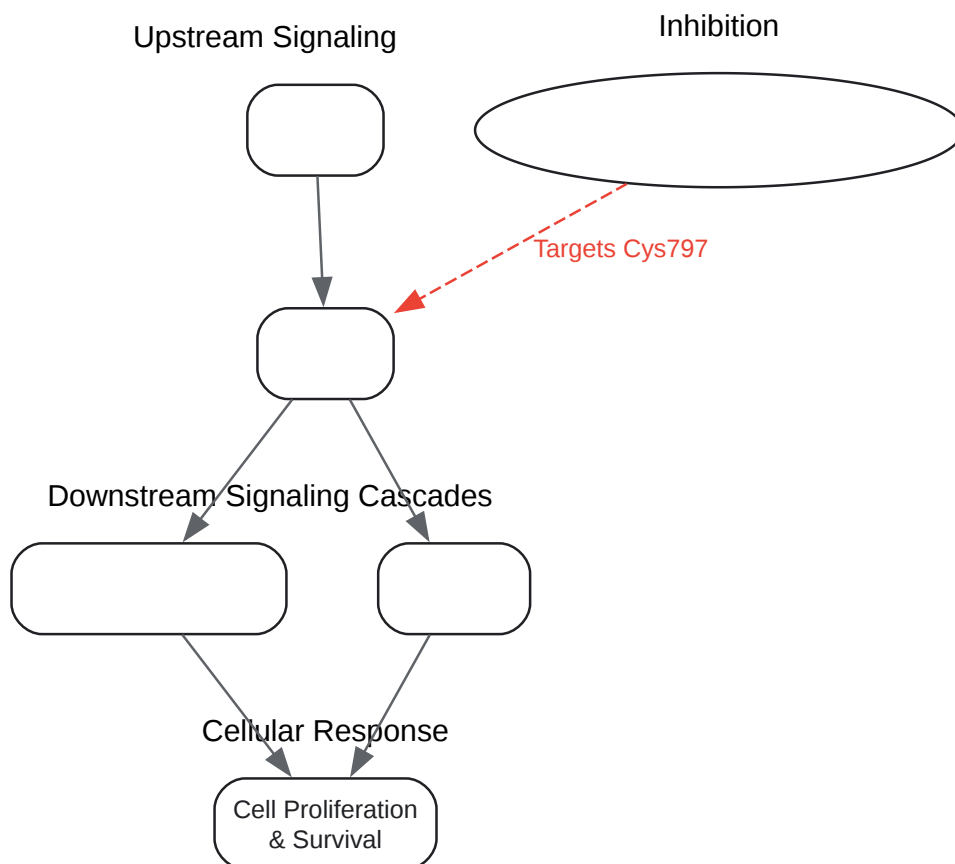 Upstream Signaling
Inhibition
Targets Cys797
Downstream Signaling Cascades
Cellular Response
Cell Proliferation
& Survival